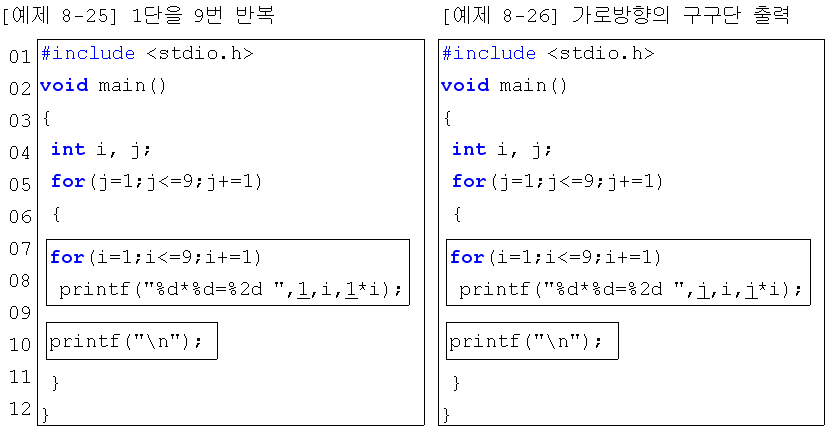 [예제 8-25] 1단을 9번 반복
01 #include <stdio.h>
02 void main()
03 {
04 int i, j;
05 for(j=1;j<=9;j+=1)
06 {
07 for(i=1;i<=9;i+=1)
08 printf("%d*%d=%2d ",1,i,1*i);
09
10 printf("\n");
11 }
12 }
[예제 8-26] 가로방향의 구구단 출력
#include <stdio.h>
void main()
{
int i, j;
for(j=1;j<=9;j+=1)
{
for(i=1;i<=9;i+=1)
printf("%d*%d=%2d ",j,i,j*i);
printf("\n");
}
}